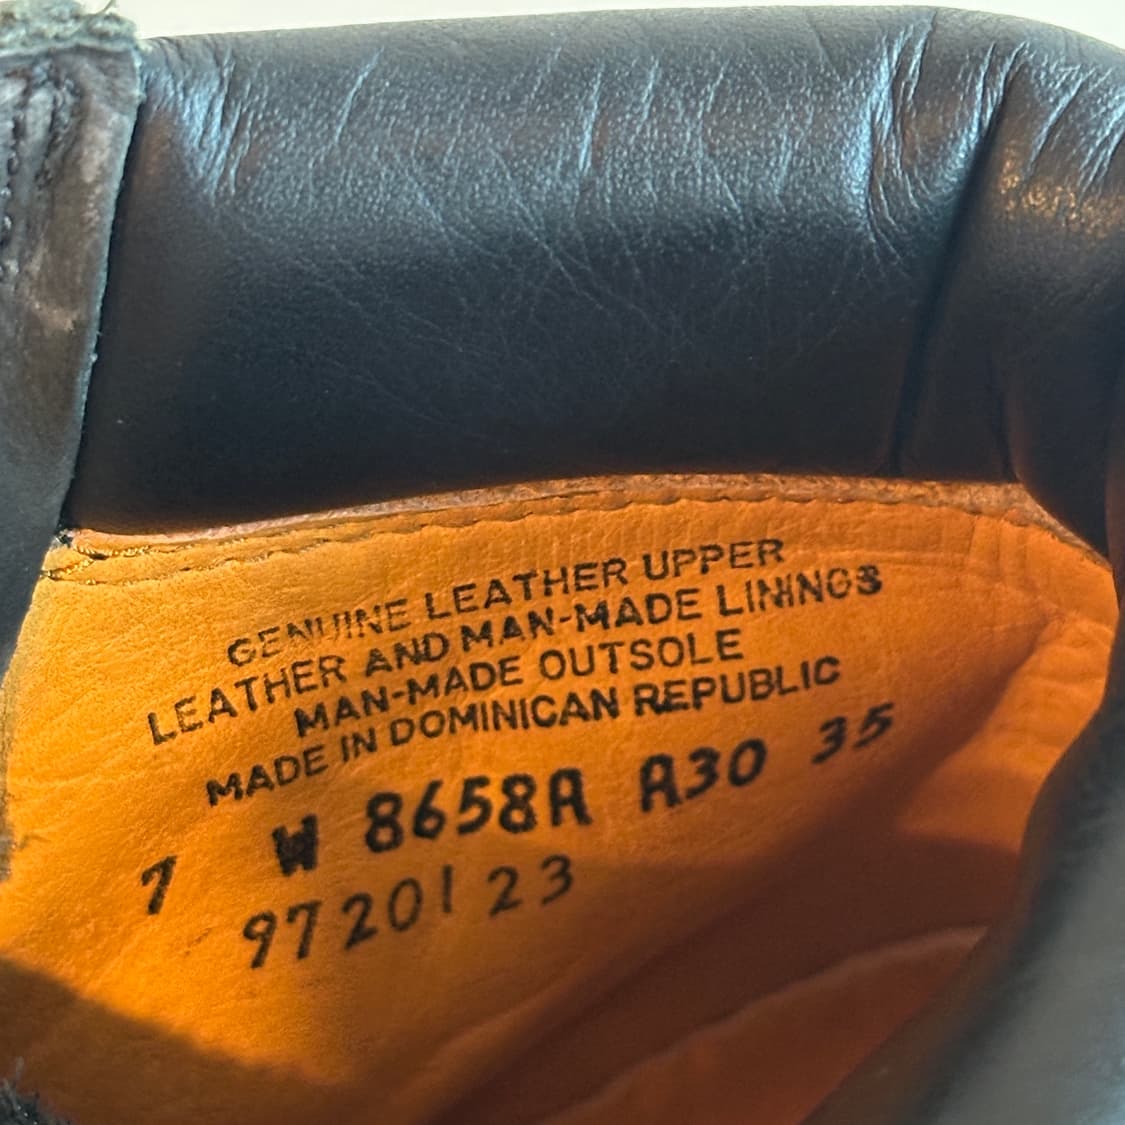 GENUINE LEATHER UPPER
LEATHER AND MAN-MADE LININGS
MAN-MADE OUTSOLE
MADE IN DOMINICAN REPUBLIC
7 W 8658A A30 35
9720123